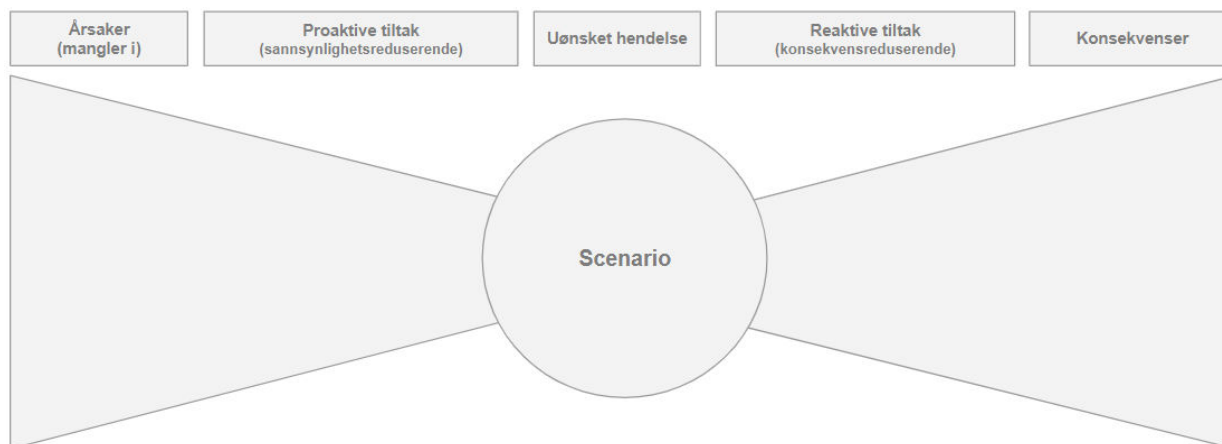 Årsaker
(mangler i)
Proaktive tiltak
(sannsynlighetsreduserende)
Uønsket hendelse
Reaktive tiltak
(konsekvensreduserende)
Konsekvenser
Scenario